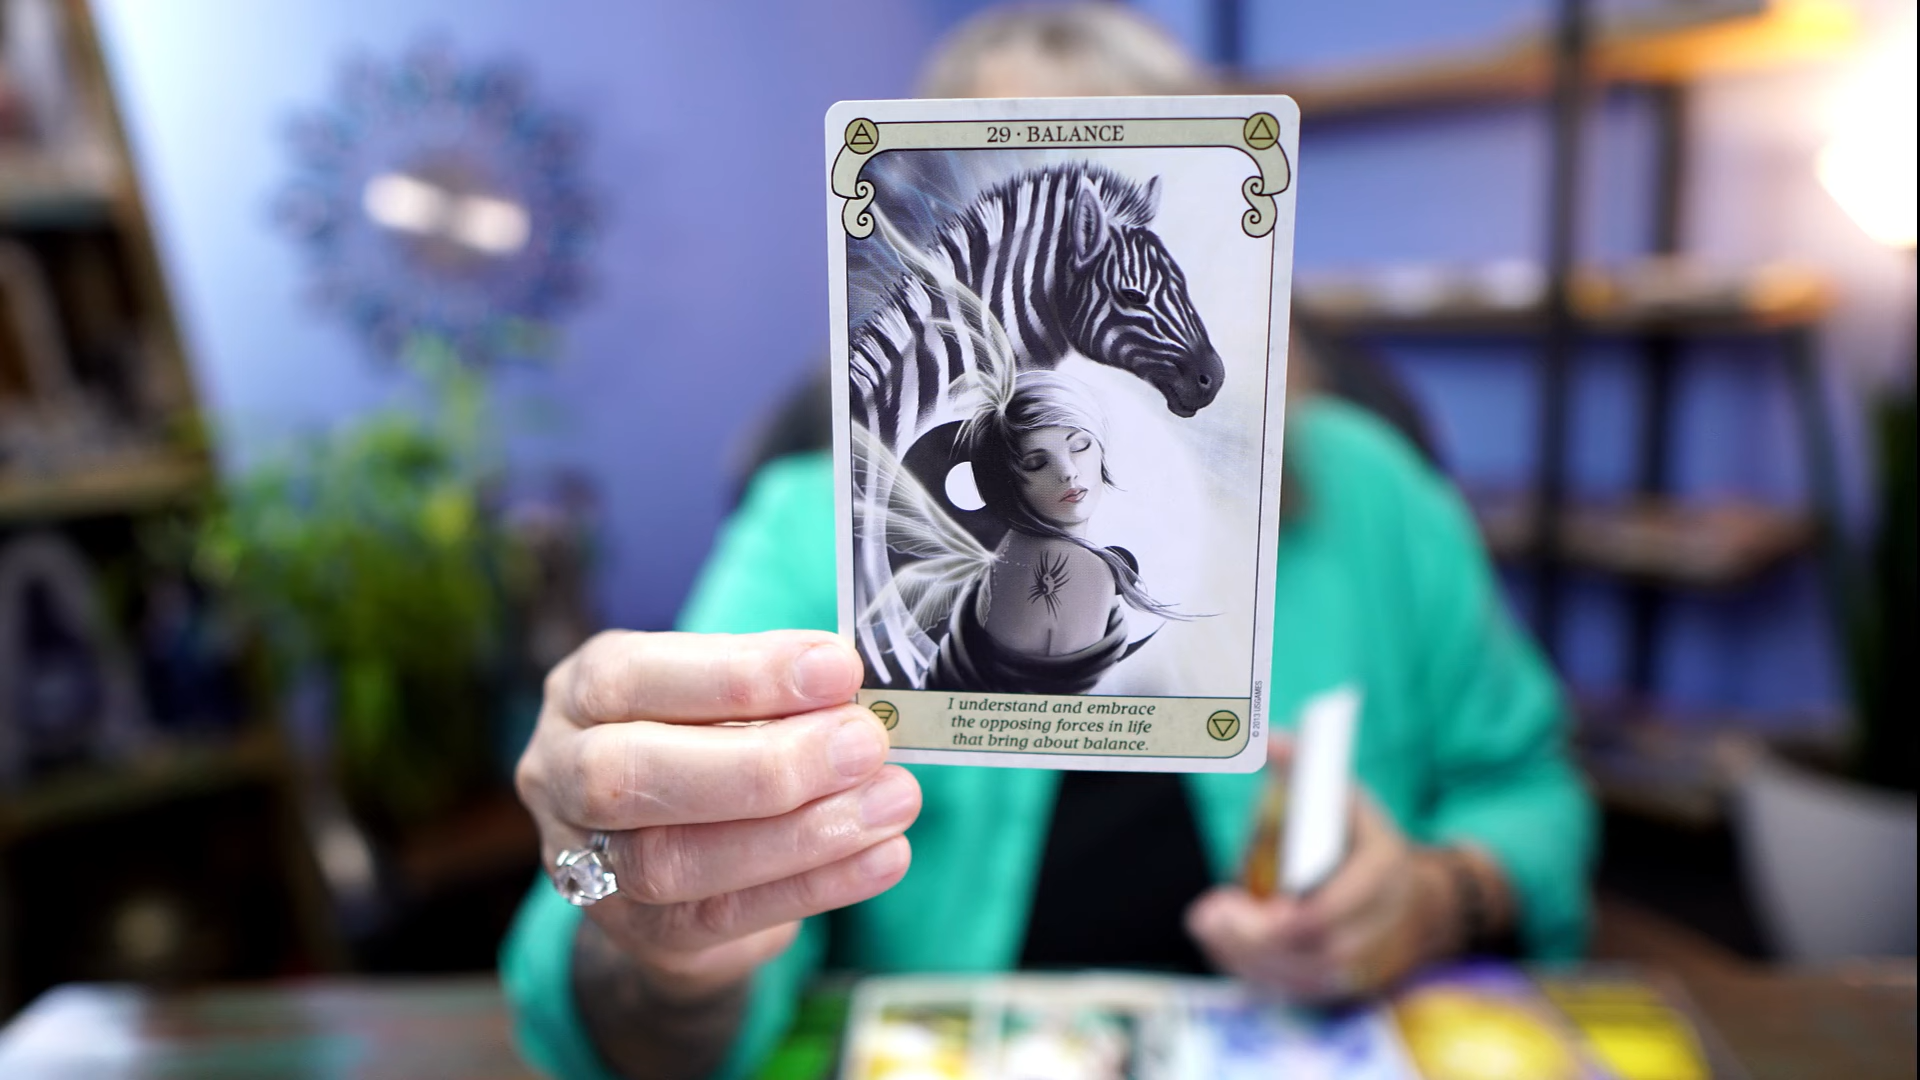 29 · BALANCE
I understand and embrace
the opposing forces in life
that bring about balance.
© 2013 USGAMES